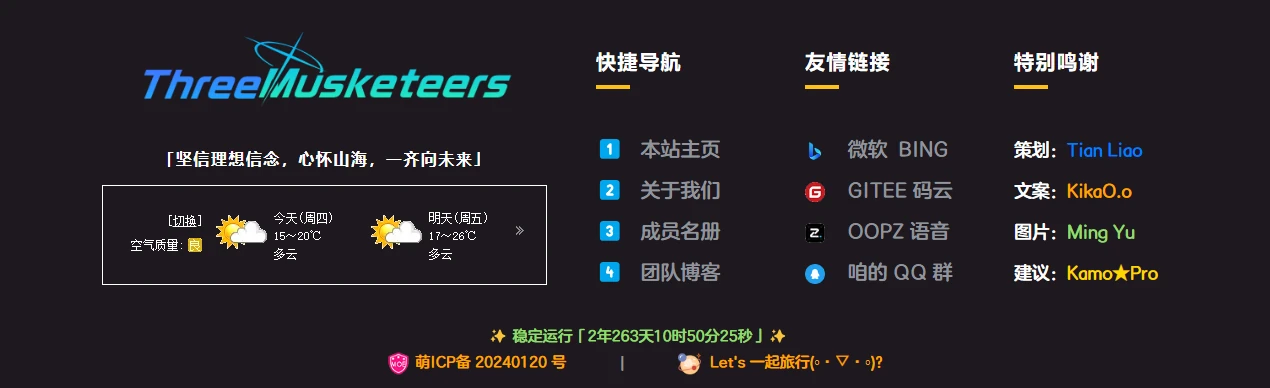 ThreeMusketeers
「坚信理想信念，心怀山海，一齐向未来」
[切换]
空气质量: 良
今天(周四)
15～20℃
多云
明天(周五)
17～26℃
多云
»
快捷导航
1 本站主页
2 关于我们
3 成员名册
4 团队博客
友情链接
微软 BING
G GITEE 码云
Z. OOPZ 语音
咱的 QQ 群
特别鸣谢
策划：Tian Liao
文案：KikaO.o
图片：Ming Yu
建议：Kamo★Pro
✨ 稳定运行「2年263天10时50分25秒」✨
MOE 萌ICP备 20240120 号 | Let's 一起旅行(◦・▽・◦)?